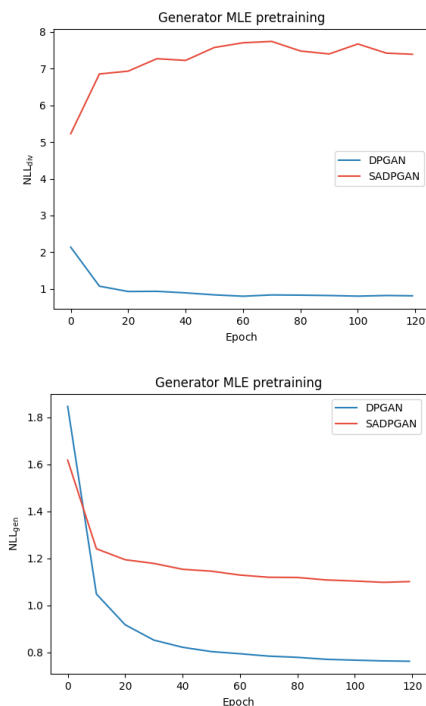 Generator MLE pretraining
8
7
6
5
4
3
2
1
NLLdiv
DPGAN
SADPGAN
0 20 40 60 80 100 120
Epoch
Generator MLE pretraining
1.8
1.6
1.4
1.2
1.0
0.8
NLLgen
DPGAN
SADPGAN
0 20 40 60 80 100 120
Epoch